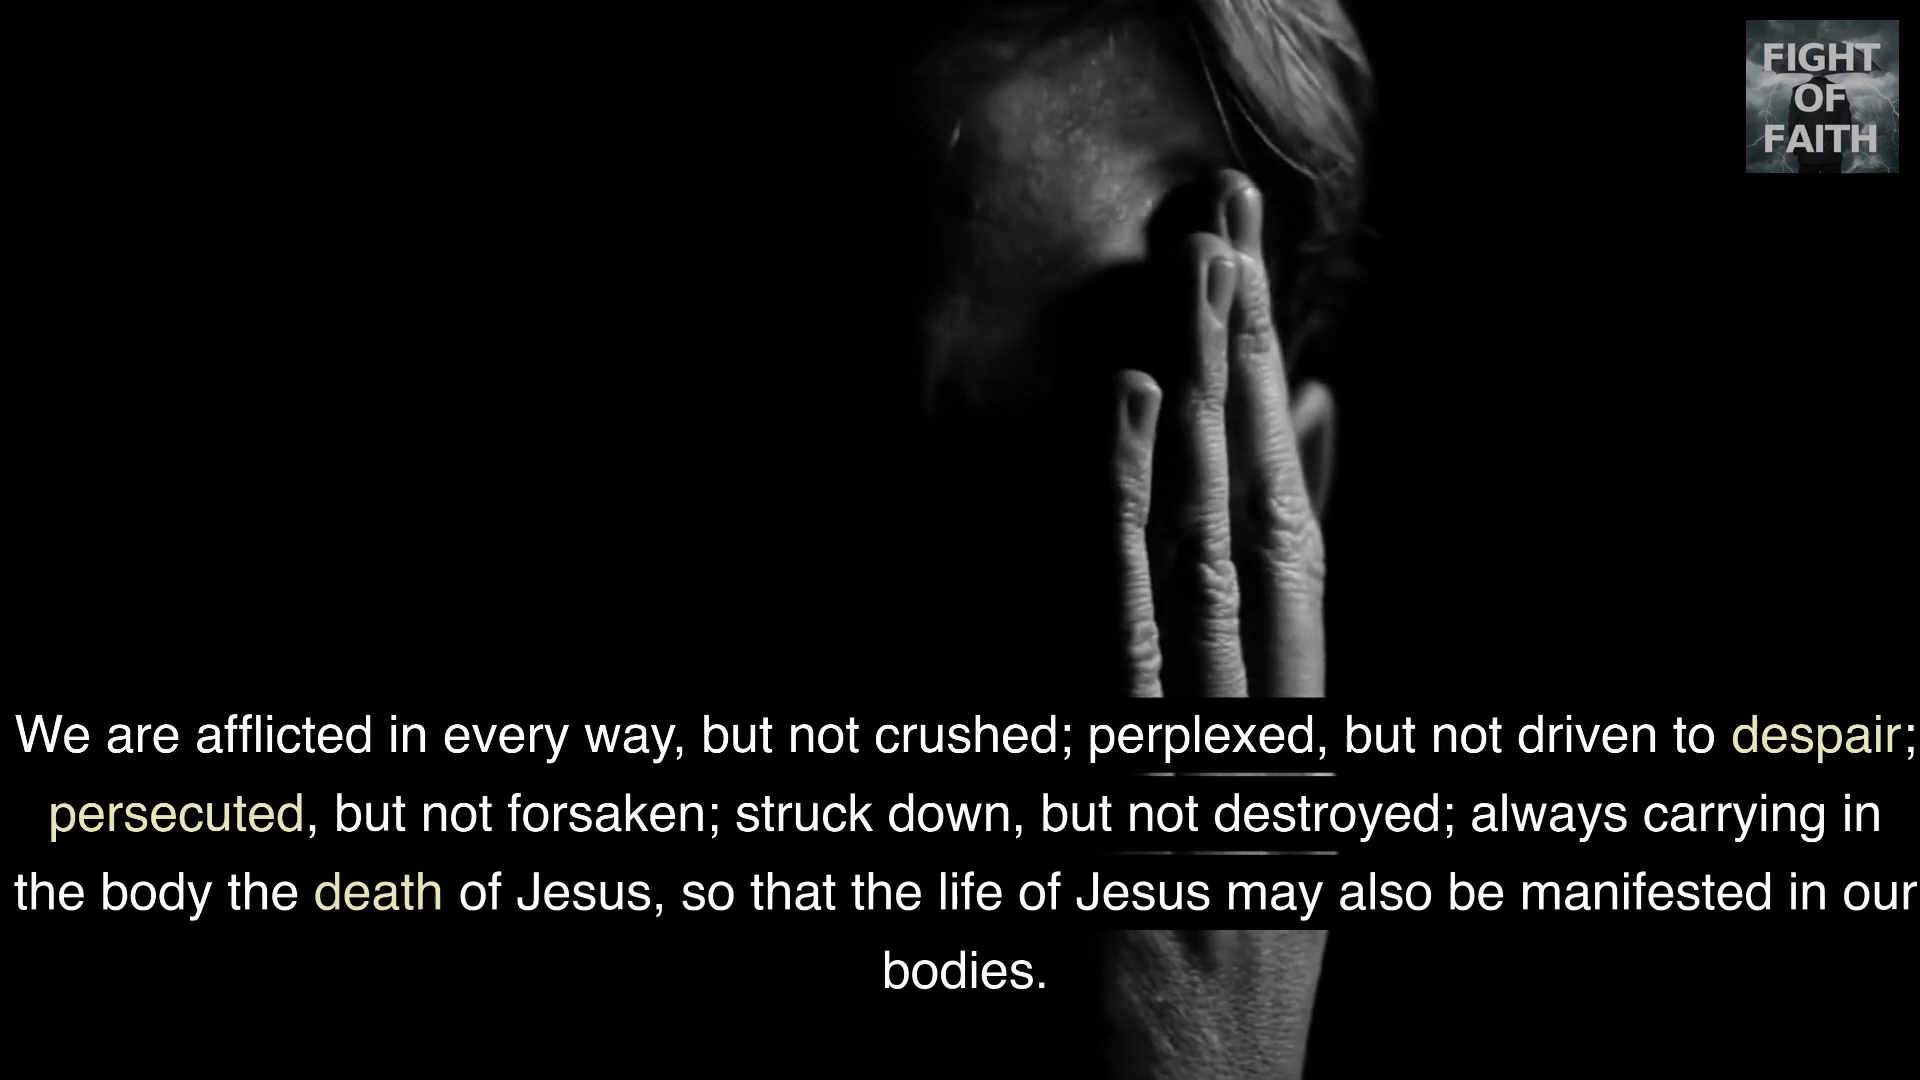 FIGHT
OF
FAITH
We are afflicted in every way, but not crushed; perplexed, but not driven to despair;
persecuted, but not forsaken; struck down, but not destroyed; always carrying in
the body the death of Jesus, so that the life of Jesus may also be manifested in our
bodies.